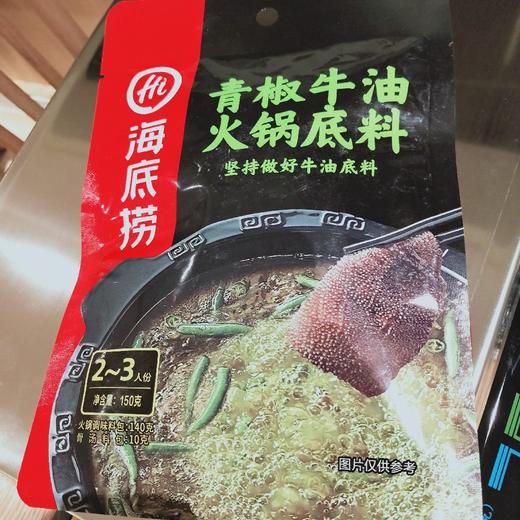 Hi
海底捞
青椒牛油
火锅底料
坚持做好牛油底料
2~3人份
净含量：150克
火锅调味料包：140克
骨汤料包：10克
图片仅供参考